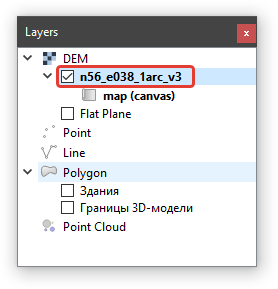 Layers
x
DEM
n56_e038_1arc_v3
map (canvas)
Flat Plane
Point
Line
Polygon
Здания
Границы 3D-модели
Point Cloud